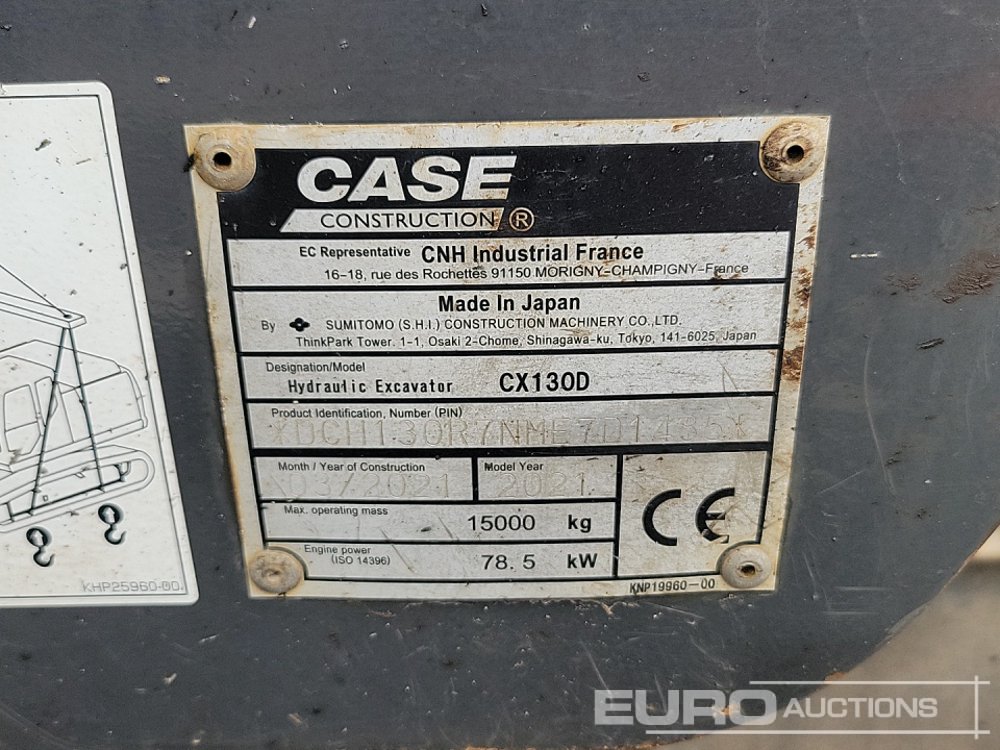 CASE
CONSTRUCTION ®
EC Representative CNH Industrial France
16-18, rue des Rochettes 91150 MORIGNY-CHAMPIGNY-France
Made In Japan
By SUMITOMO (S.H.I.) CONSTRUCTION MACHINERY CO., LTD.
ThinkPark Tower. 1-1, Osaki 2-Chome, Shinagawa-ku, Tokyo, 141-6025, Japan
Designation/Model
Hydraulic Excavator CX130D
Product Identification, Number (PIN)
*DCH130R7NME7D1435*
Month / Year of Construction Model Year
03/2021 2021
Max. operating mass
15000 kg
Engine power
(ISO 14396) 78.5 kW
CE
KNP19960-00
KHP25960-00
EURO AUCTIONS